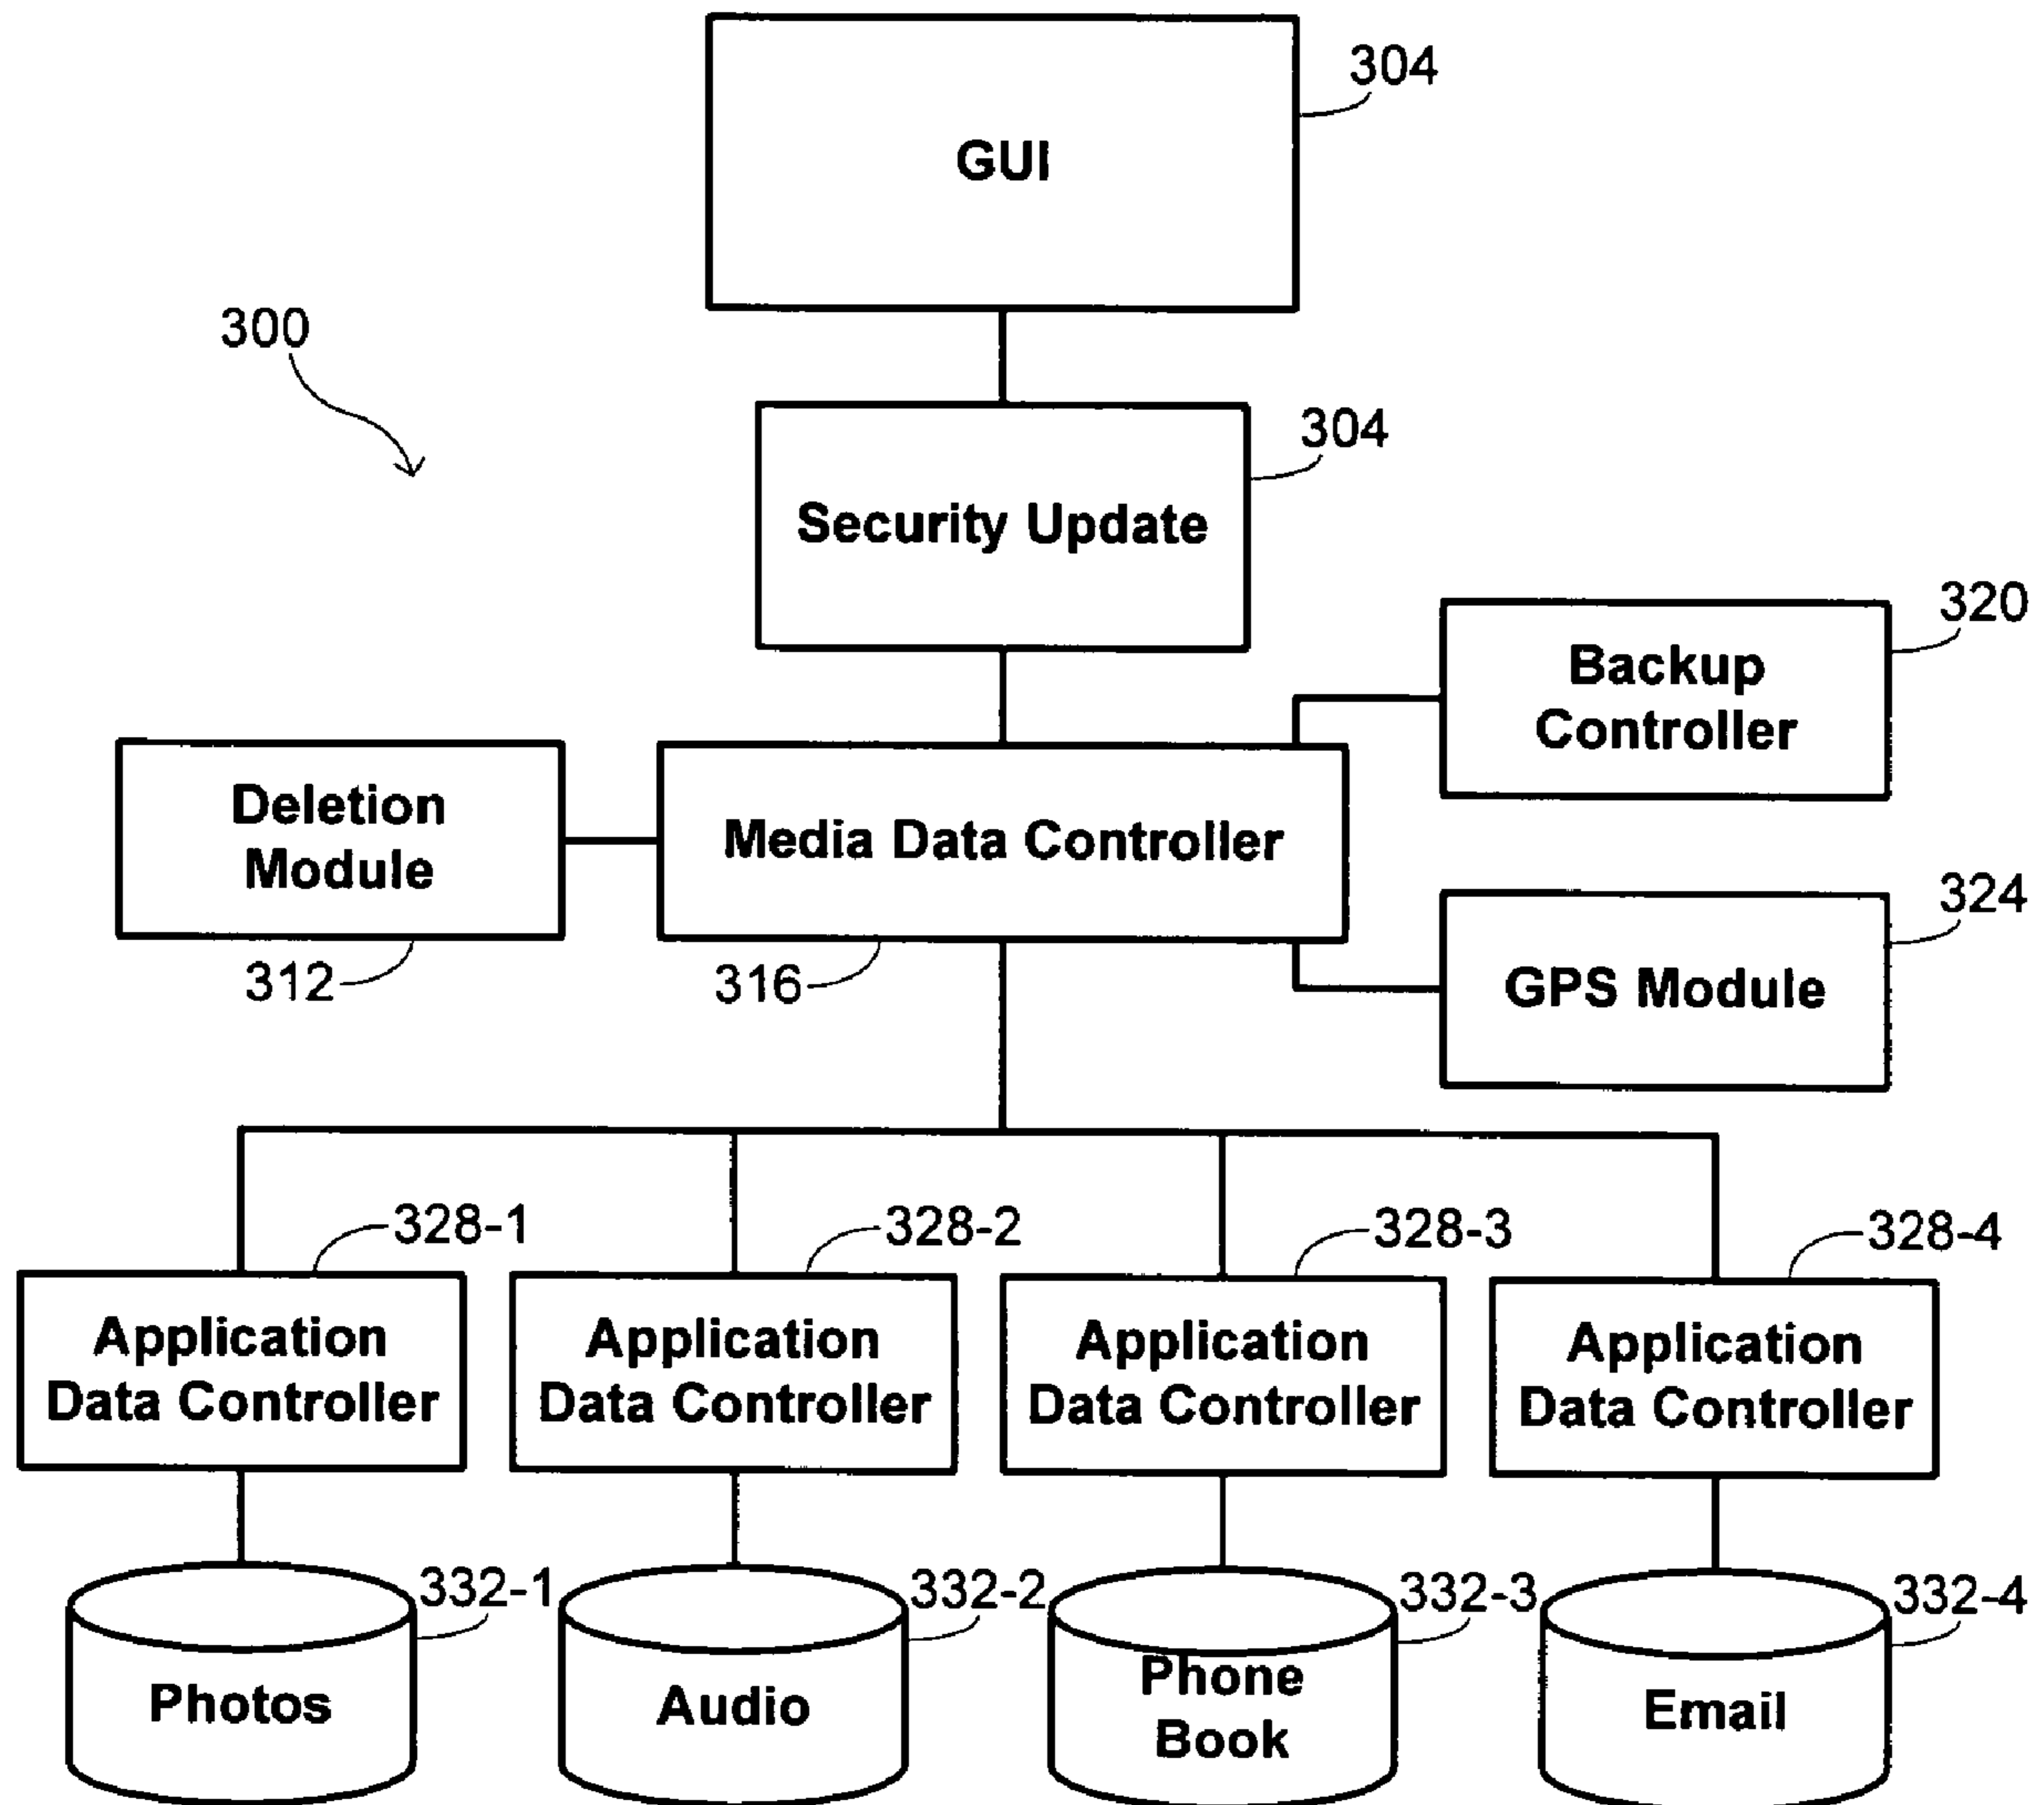 304
GUI
300
304
Security Update
320
Backup
Controller
Deletion
Module
Media Data Controller
324
GPS Module
312
316
328-1
328-2
328-3
328-4
Application
Data Controller
Application
Data Controller
Application
Data Controller
Application
Data Controller
332-1
332-2
332-3
332-4
Photos
Audio
Phone
Book
Email